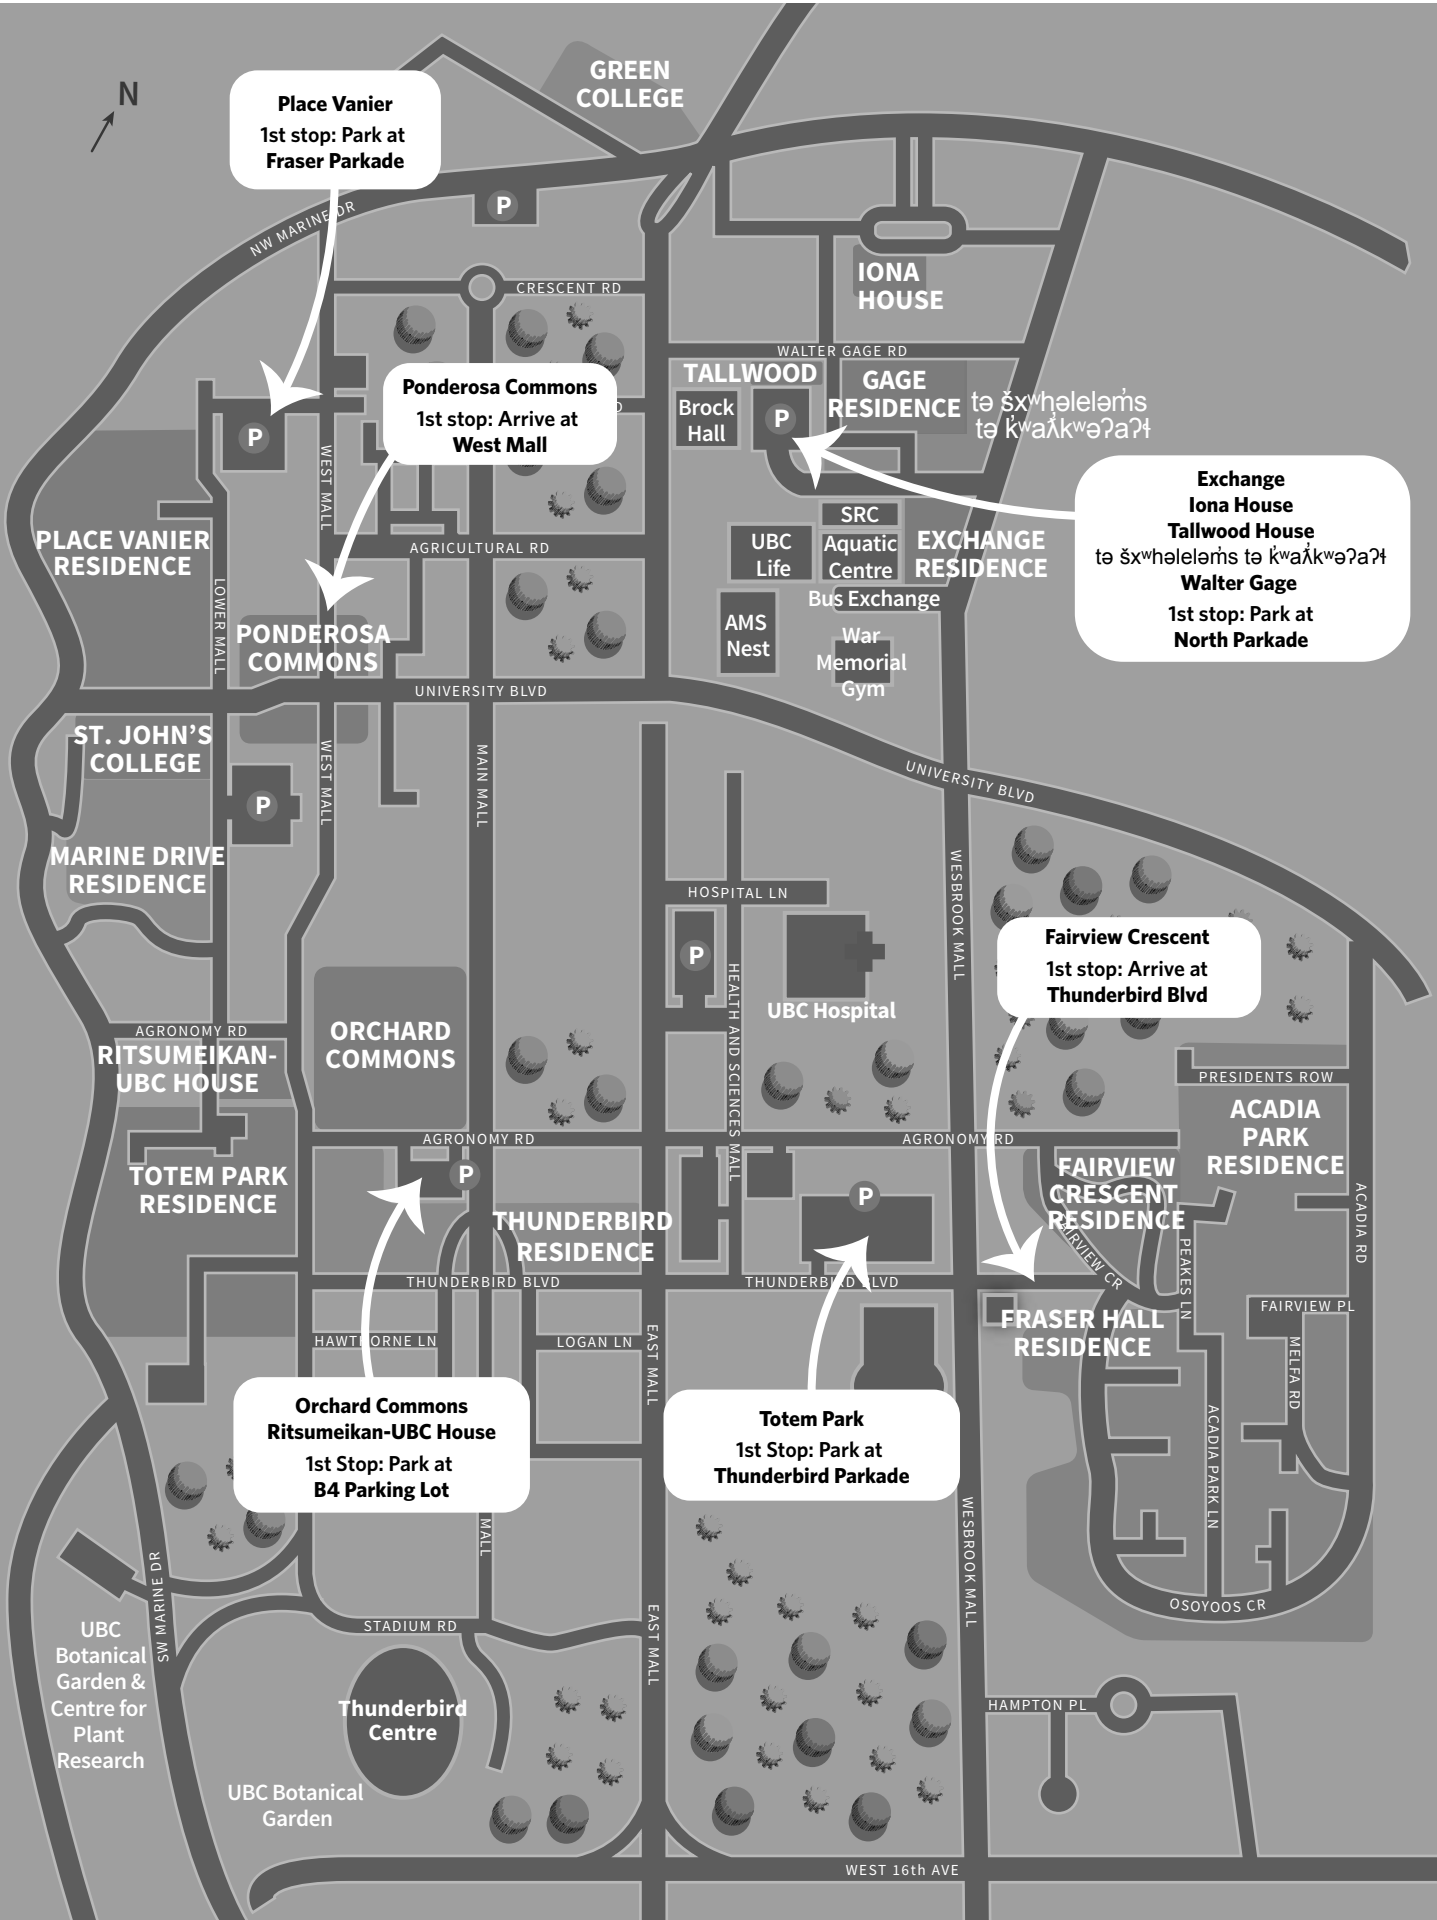 GREEN
COLLEGE
N
Place Vanier
1st stop: Park at
Fraser Parkade
NW MARINE DR
P
CRESCENT RD
IONA
HOUSE
WALTER GAGE RD
TALLWOOD
GAGE
RESIDENCE
Brock
Hall
P
tə šxʷhəleləm̓s
tə k̓ʷaƛ̓kʷəʔaʔɬ
Ponderosa Commons
1st stop: Arrive at
West Mall
D
P
WEST MALL
Exchange
Iona House
Tallwood House
tə šxʷhəleləm̓s tə k̓ʷaƛ̓kʷəʔaʔɬ
Walter Gage
1st stop: Park at
North Parkade
SRC
UBC
Life
Aquatic
Centre
EXCHANGE
RESIDENCE
Bus Exchange
AMS
Nest
War
Memorial
Gym
PLACE VANIER
RESIDENCE
AGRICULTURAL RD
LOWER MALL
PONDEROSA
COMMONS
UNIVERSITY BLVD
ST. JOHN'S
COLLEGE
WEST MALL
MAIN MALL
UNIVERSITY BLVD
P
MARINE DRIVE
RESIDENCE
HOSPITAL LN
WESBROOK MALL
P
HEALTH AND SCIENCES MALL
UBC Hospital
Fairview Crescent
1st stop: Arrive at
Thunderbird Blvd
AGRONOMY RD
ORCHARD
COMMONS
RITSUMEIKAN-
UBC HOUSE
PRESIDENTS ROW
ACADIA
PARK
RESIDENCE
AGRONOMY RD
AGRONOMY RD
TOTEM PARK
RESIDENCE
P
P
FAIRVIEW
CRESCENT
RESIDENCE
THUNDERBIRD
RESIDENCE
FAIRVIEW CR
PEAKES LN
ACADIA RD
THUNDERBIRD BLVD
THUNDERBIRD BLVD
FRASER HALL
RESIDENCE
FAIRVIEW PL
HAWTHORNE LN
LOGAN LN
EAST MALL
MELFA RD
ACADIA PARK LN
Orchard Commons
Ritsumeikan-UBC House
1st Stop: Park at
B4 Parking Lot
Totem Park
1st Stop: Park at
Thunderbird Parkade
MALL
WESBROOK MALL
SW MARINE DR
OSOYOOS CR
STADIUM RD
EAST MALL
UBC
Botanical
Garden &
Centre for
Plant
Research
Thunderbird
Centre
HAMPTON PL
UBC Botanical
Garden
WEST 16th AVE